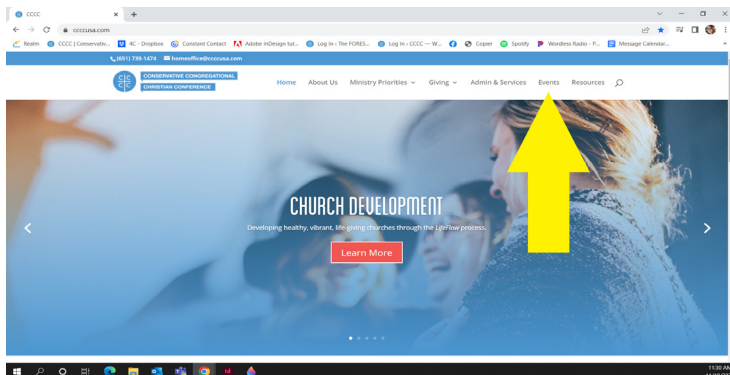 CCCC
ccccusa.com
Realm CCCC | Conservativ... 4C - Dropbox Constant Contact Adobe InDesign tut... Log In ‹ The FORES... Log In ‹ CCCC — W... Copier Spotify Wordless Radio - P... Message Calendar...
(651) 739-1474 homeoffice@ccccusa.com
CONSERVATIVE CONGREGATIONAL
CHRISTIAN CONFERENCE
Home About Us Ministry Priorities Giving Admin & Services Events Resources
CHURCH DEVELOPMENT
Developing healthy, vibrant, life-giving churches through the LifeFlow process.
Learn More
11:30 AM